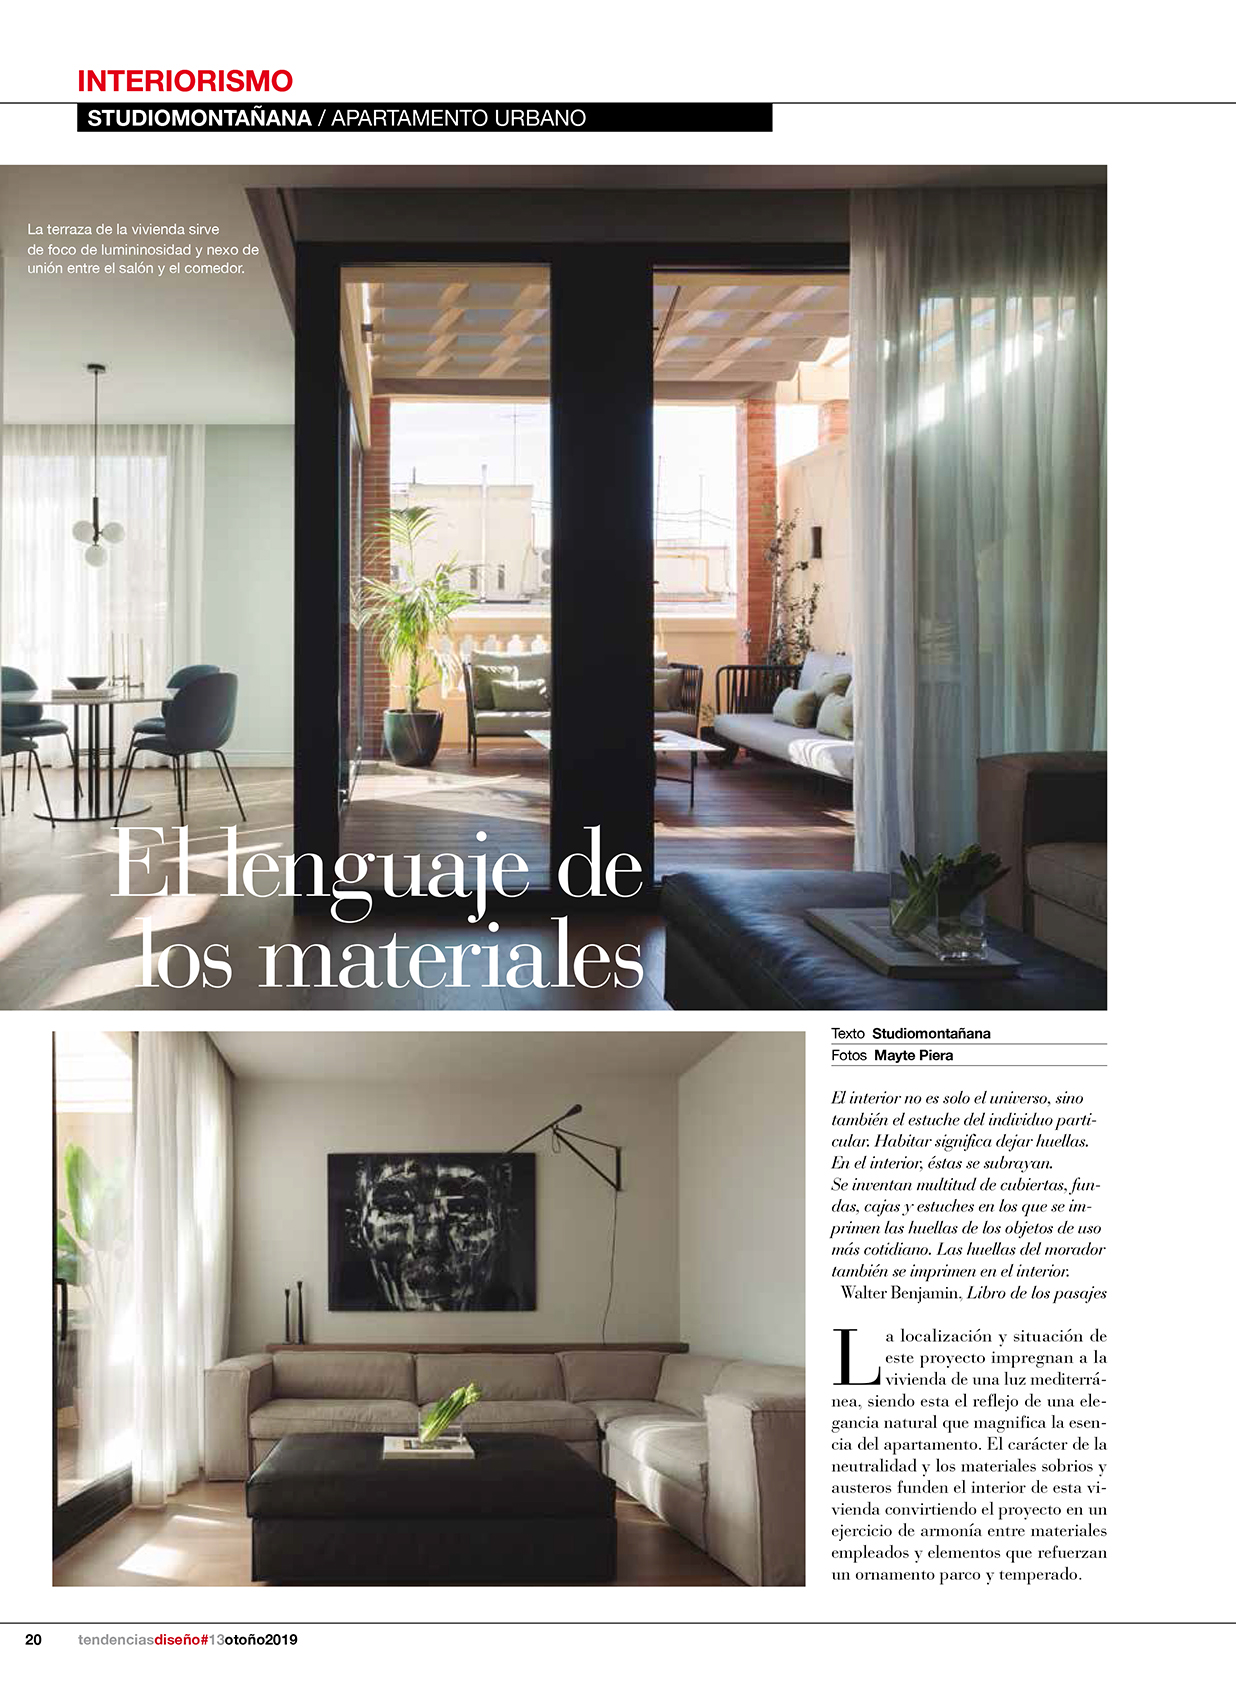 INTERIORISMO
STUDIOMONTAÑANA / APARTAMENTO URBANO
La terraza de la vivienda sirve
de foco de lumininosidad y nexo de
unión entre el salón y el comedor.
El lenguaje de
los materiales
Texto Studiomontañana
Fotos Mayte Piera
El interior no es solo el universo, sino
también el estuche del individuo parti-
cular. Habitar significa dejar huellas.
En el interior, éstas se subrayan.
Se inventan multitud de cubiertas, fun-
das, cajas y estuches en los que se im-
primen las huellas de los objetos de uso
más cotidiano. Las huellas del morador
también se imprimen en el interior.
Walter Benjamin, Libro de los pasajes
La localización y situación de
este proyecto impregnan a la
vivienda de una luz mediterrá-
nea, siendo esta el reflejo de una ele-
gancia natural que magnifica la esen-
cia del apartamento. El carácter de la
neutralidad y los materiales sobrios y
austeros funden el interior de esta vi-
vienda convirtiendo el proyecto en un
ejercicio de armonía entre materiales
empleados y elementos que refuerzan
un ornamento parco y temperado.
20 tendenciasdiseño#13otoño2019